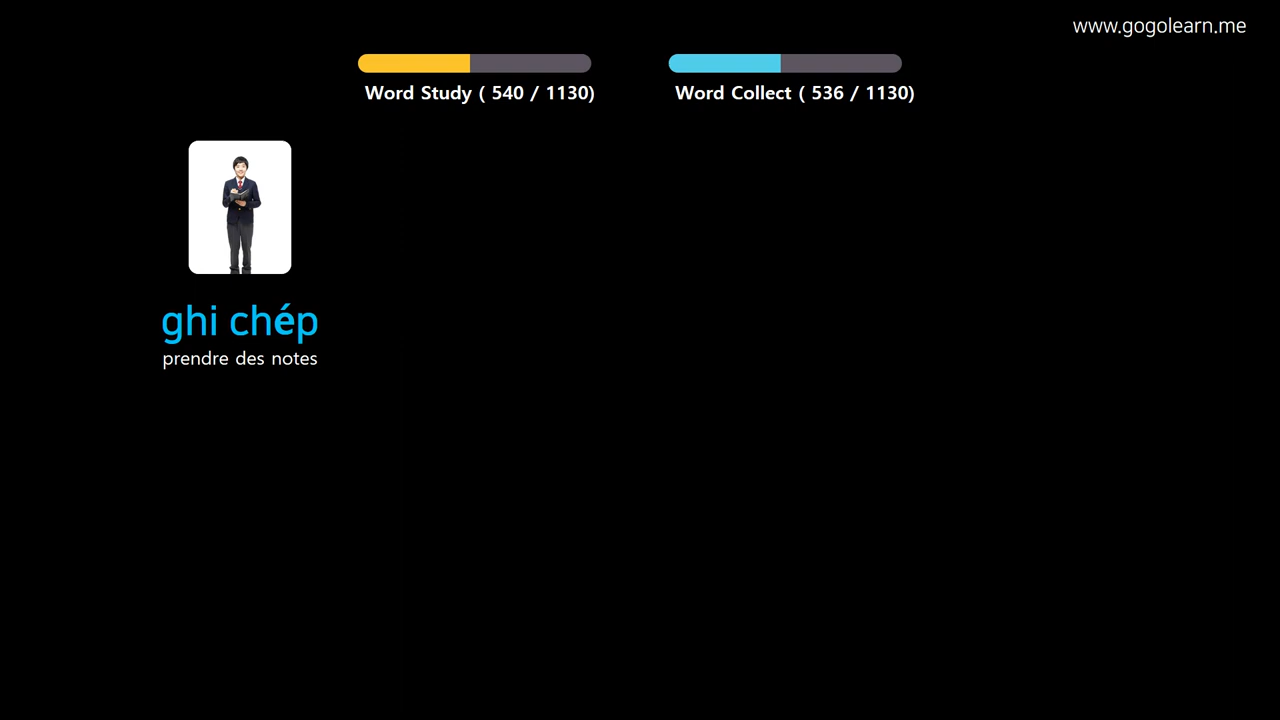 www.gogolearn.me
Word Study ( 540 / 1130)
Word Collect ( 536 / 1130)
ghi chép
prendre des notes